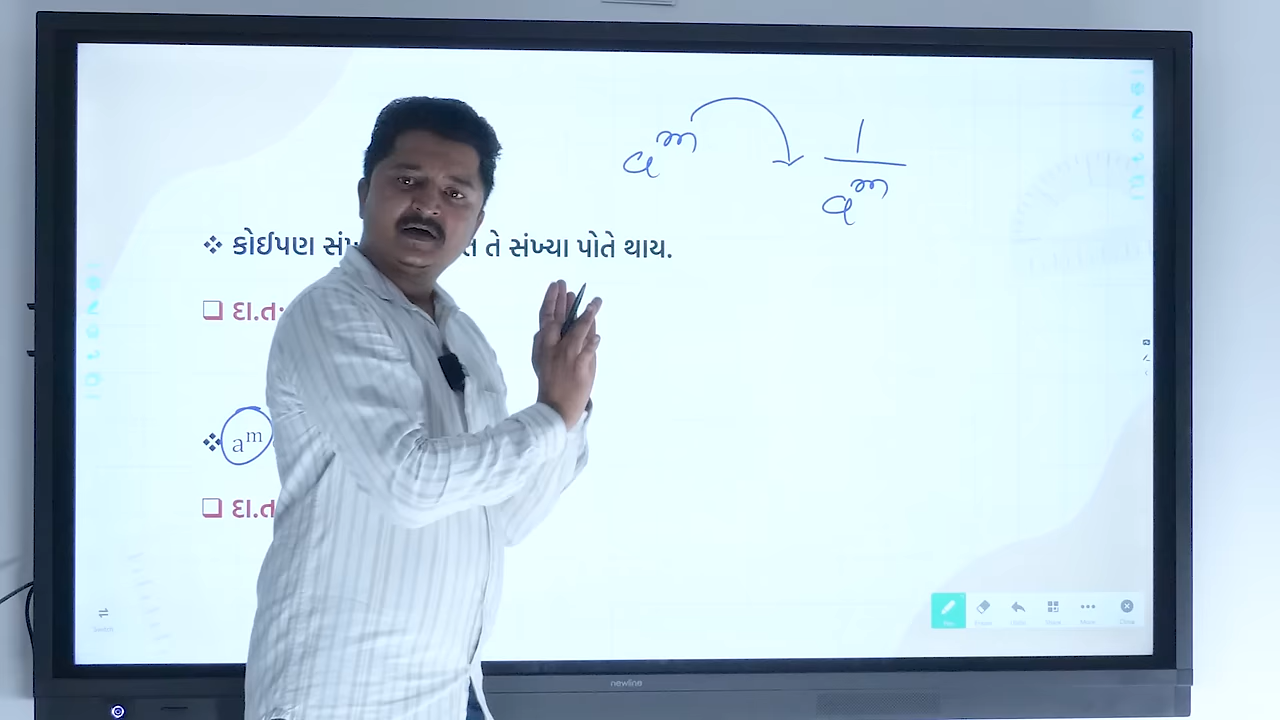 a^m 1/a^m
❖ કોઈપણ તે સંખ્યા પોતે થાય.
❑ દા.ત
❖ a^m
❑ દા.ત
newline